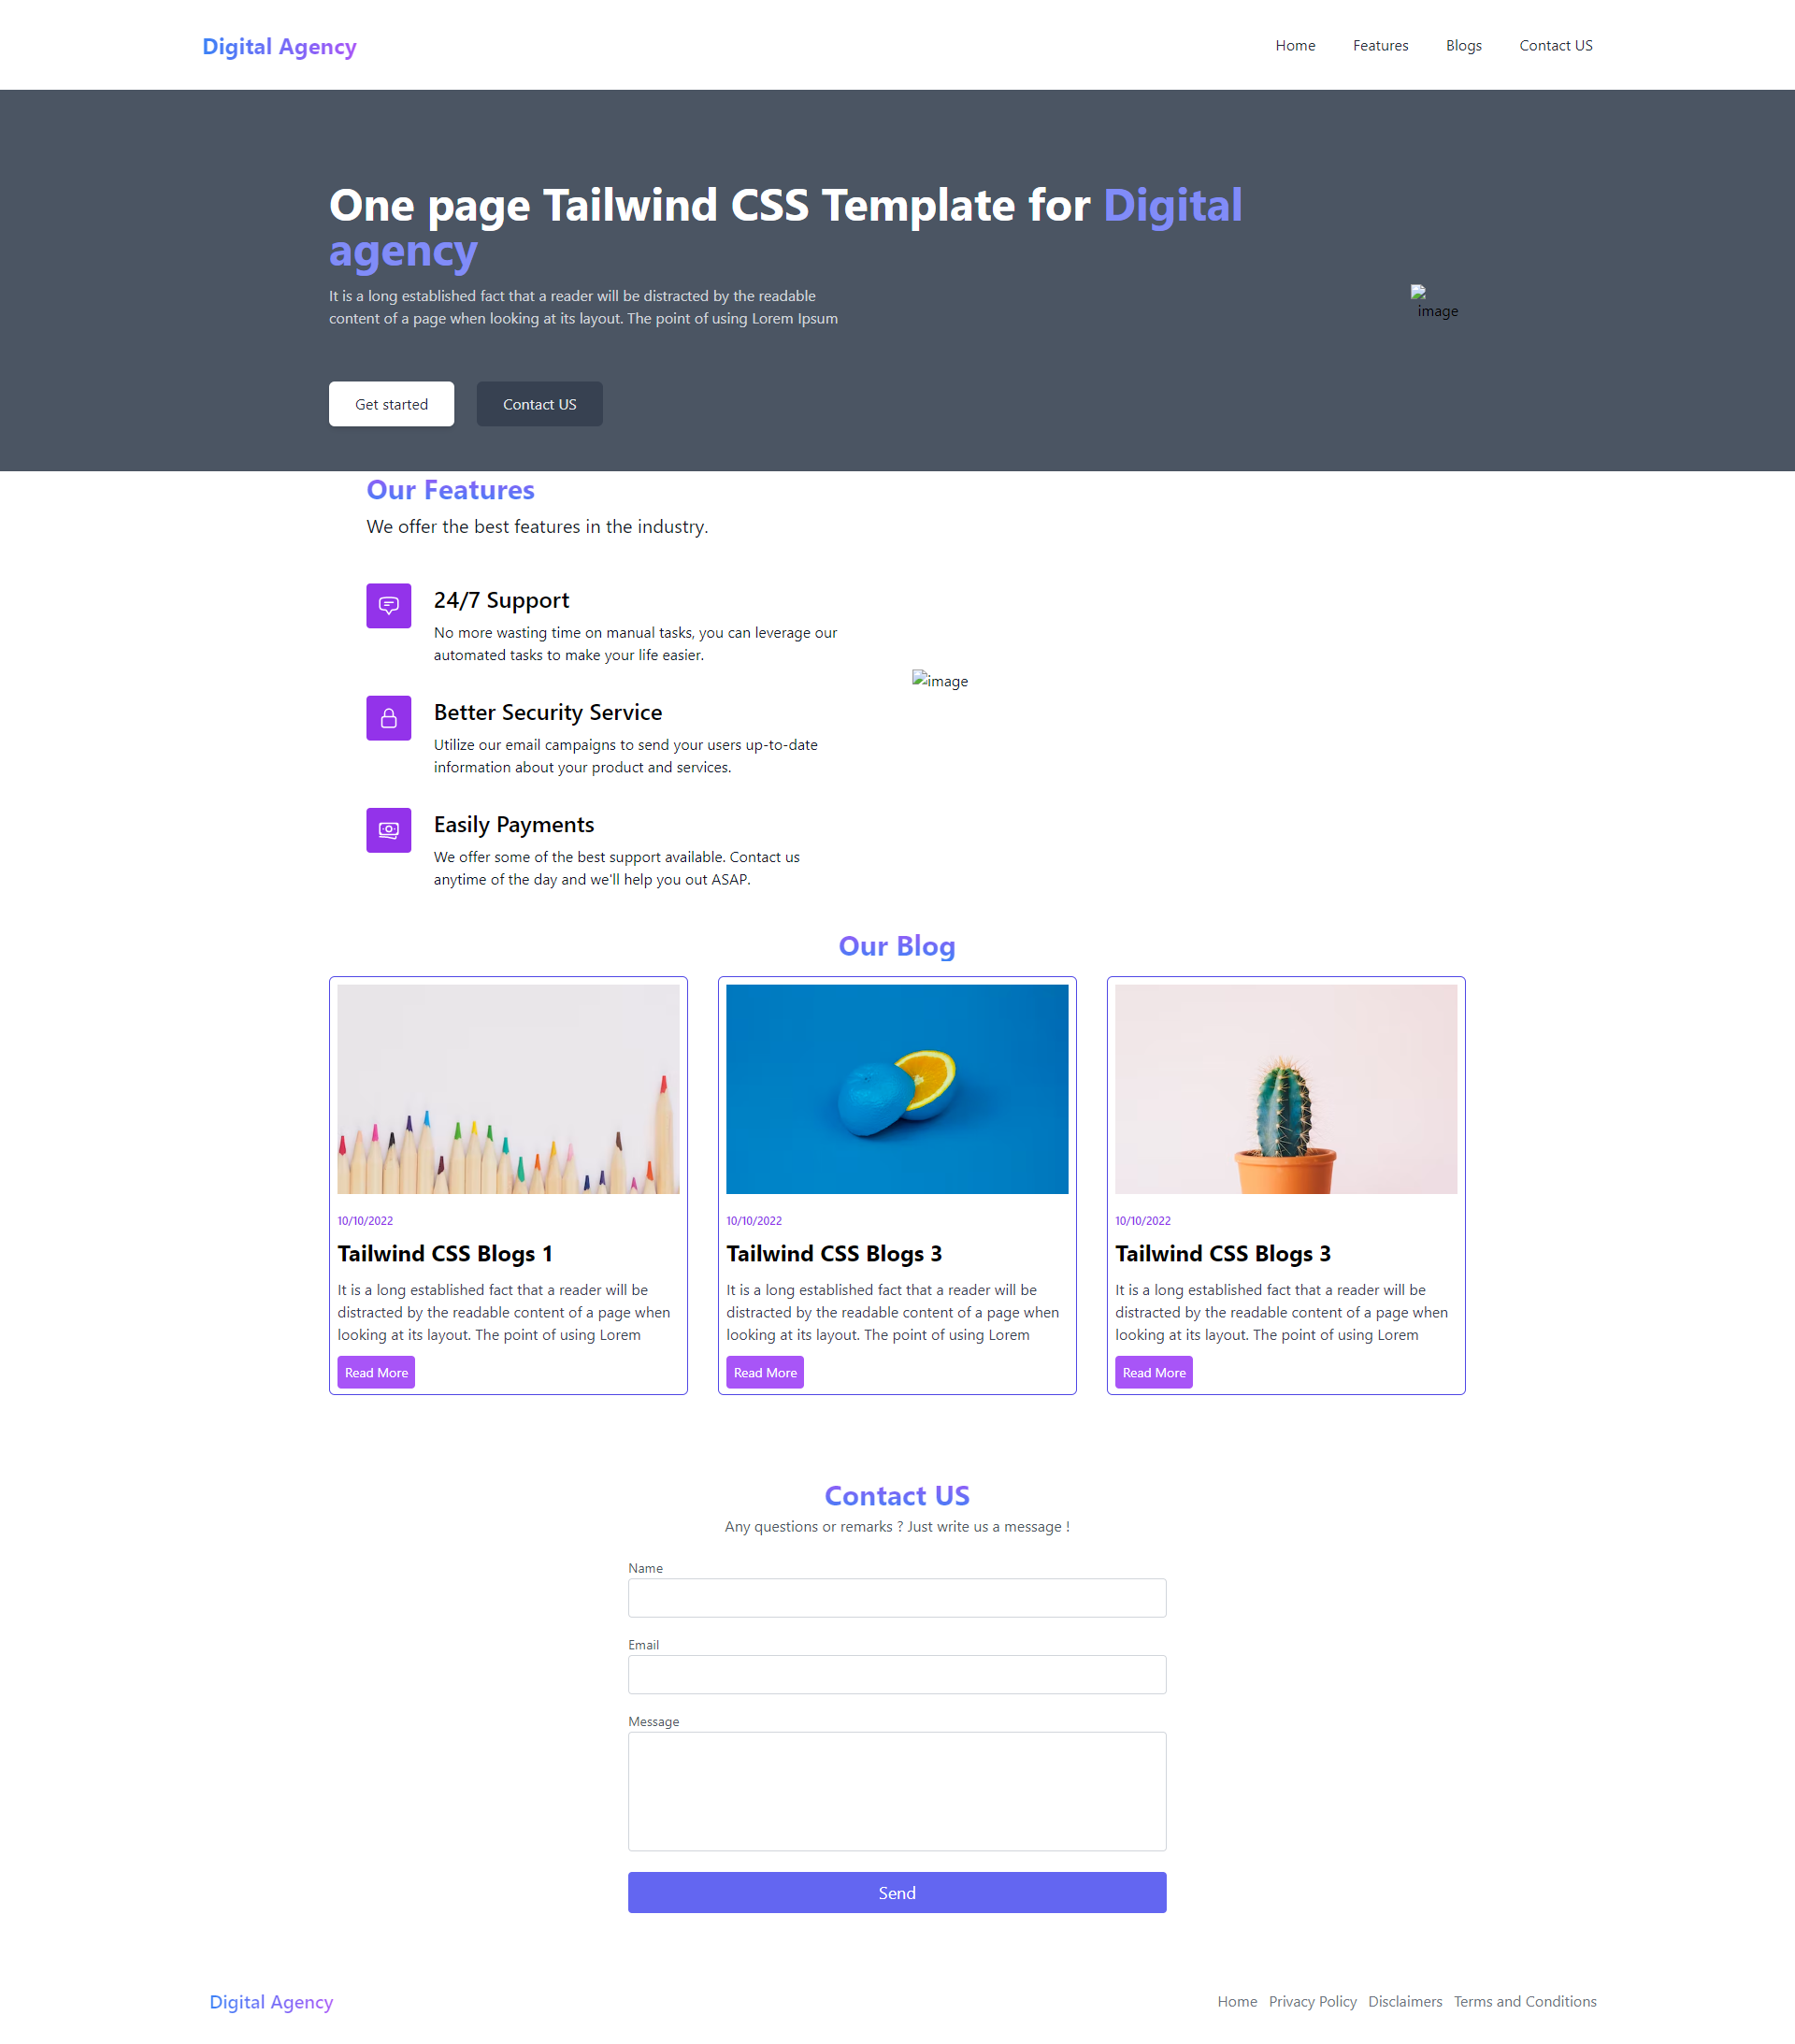 Digital Agency
Home
Features
Blogs
Contact US
One page Tailwind CSS Template for Digital
agency
It is a long established fact that a reader will be distracted by the readable
content of a page when looking at its layout. The point of using Lorem Ipsum
image
Get started
Contact US
Our Features
We offer the best features in the industry.
24/7 Support
No more wasting time on manual tasks, you can leverage our
automated tasks to make your life easier.
image
Better Security Service
Utilize our email campaigns to send your users up-to-date
information about your product and services.
Easily Payments
We offer some of the best support available. Contact us
anytime of the day and we'll help you out ASAP.
Our Blog
10/10/2022
Tailwind CSS Blogs 1
It is a long established fact that a reader will be
distracted by the readable content of a page when
looking at its layout. The point of using Lorem
Read More
10/10/2022
Tailwind CSS Blogs 3
It is a long established fact that a reader will be
distracted by the readable content of a page when
looking at its layout. The point of using Lorem
Read More
10/10/2022
Tailwind CSS Blogs 3
It is a long established fact that a reader will be
distracted by the readable content of a page when
looking at its layout. The point of using Lorem
Read More
Contact US
Any questions or remarks ? Just write us a message !
Name
Email
Message
Send
Digital Agency
Home
Privacy Policy
Disclaimers
Terms and Conditions